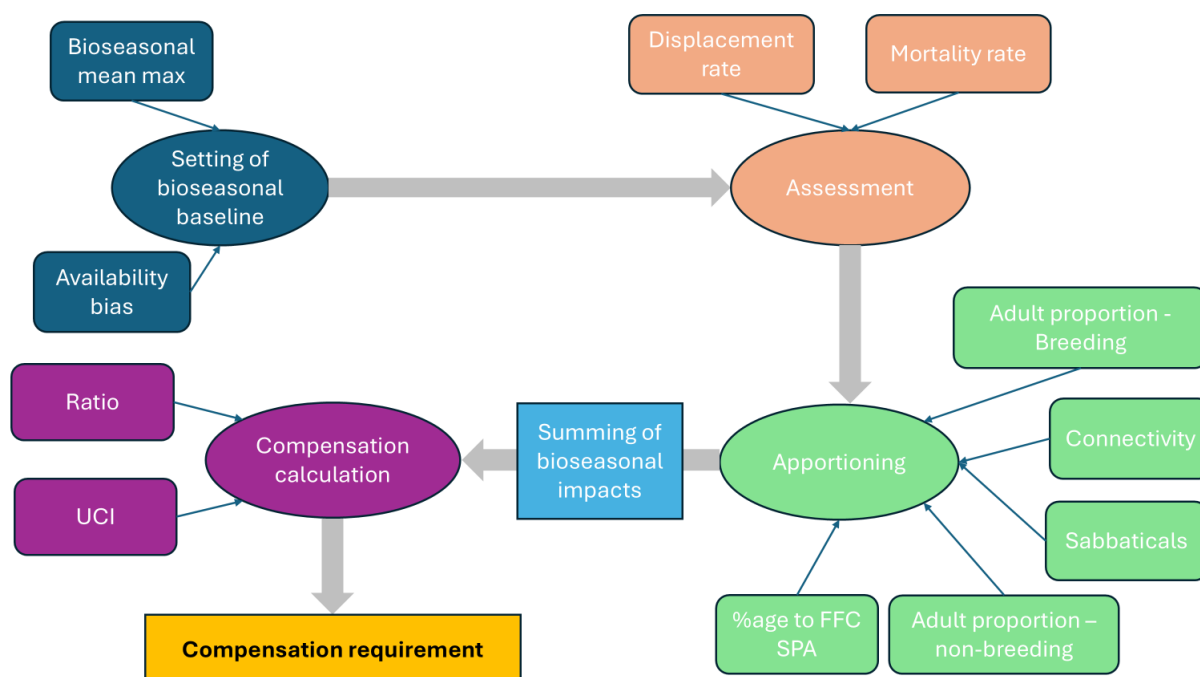 Bioseasonal
mean max
Displacement
rate
Mortality rate
Setting of
bioseasonal
baseline
Assessment
Availability
bias
Adult proportion -
Breeding
Ratio
Compensation
calculation
Summing of
bioseasonal
impacts
Apportioning
Connectivity
UCI
Sabbaticals
%age to FFC
SPA
Adult proportion –
non-breeding
Compensation requirement